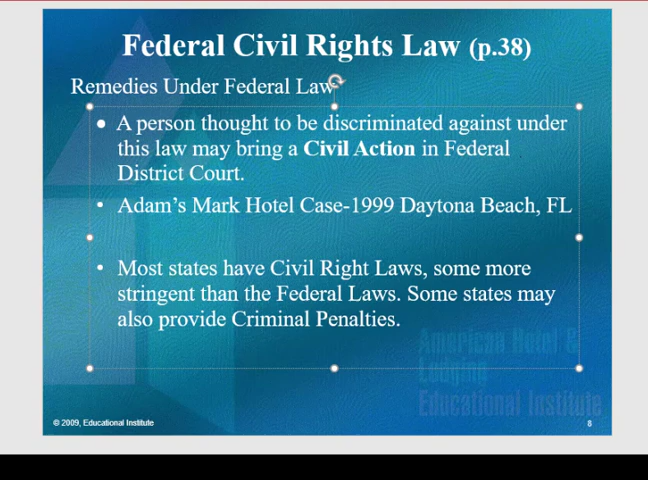 Federal Civil Rights Law (p.38)
Remedies Under Federal Law
• A person thought to be discriminated against under
this law may bring a Civil Action in Federal
District Court.
• Adam's Mark Hotel Case-1999 Daytona Beach, FL
• Most states have Civil Right Laws, some more
stringent than the Federal Laws. Some states may
also provide Criminal Penalties.
American Hotel &
Lodging
Educational Institute
© 2009, Educational Institute
8